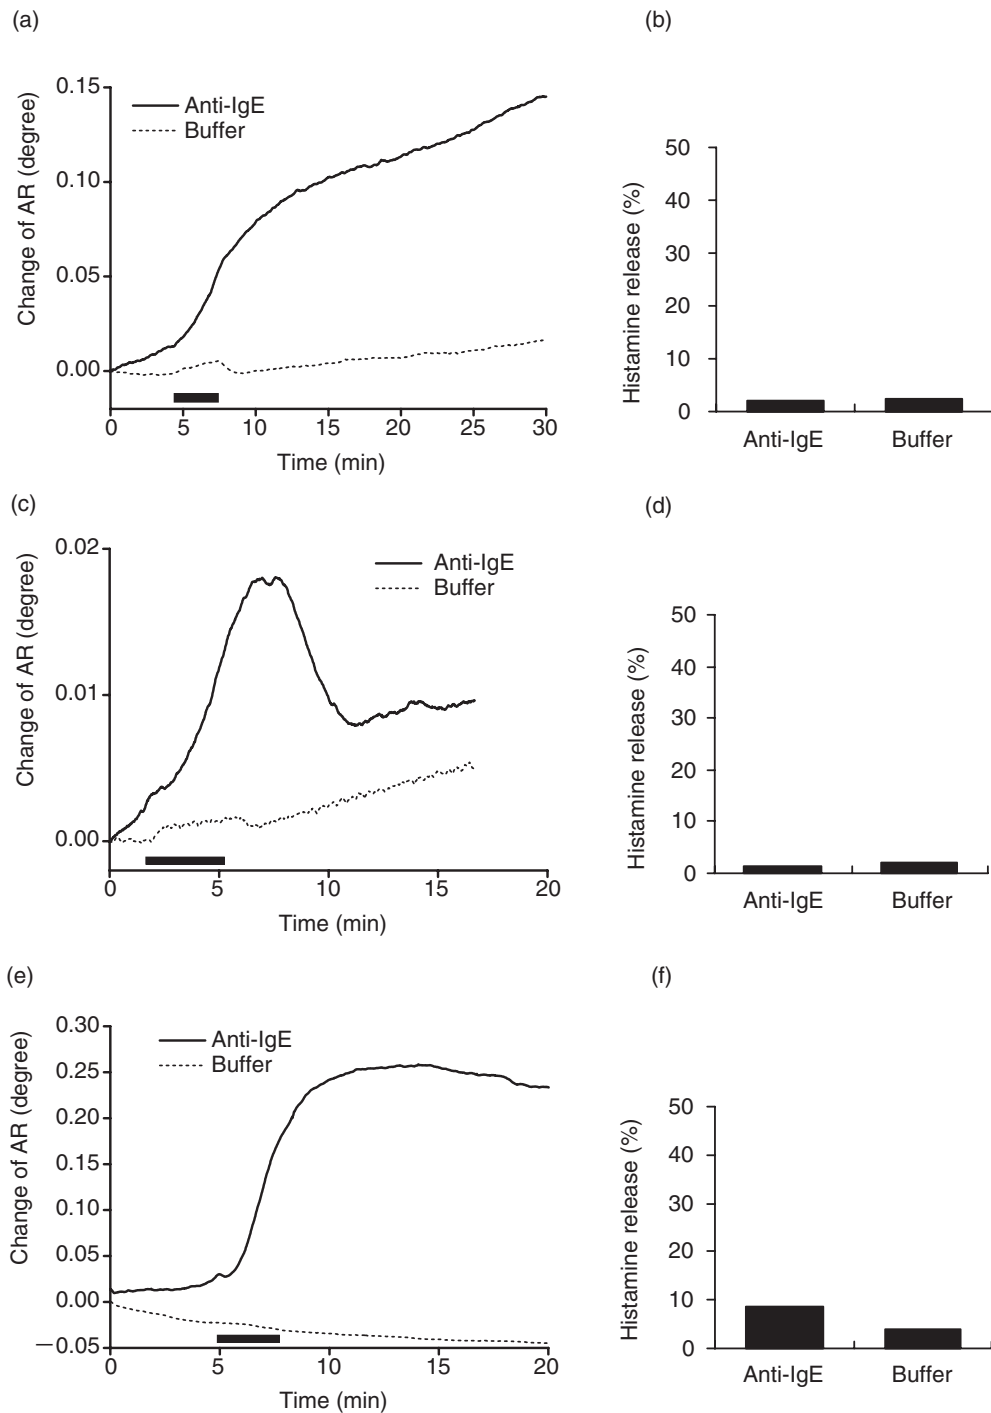 (a)
Change of AR (degree)
0.15
0.10
0.05
0.00
Anti-IgE
Buffer
0 5 10 15 20 25 30
Time (min)
(b)
Histamine release (%)
50
40
30
20
10
0
Anti-IgE Buffer
(c)
Change of AR (degree)
0.02
0.01
0.00
Anti-IgE
Buffer
0 5 10 15 20
Time (min)
(d)
Histamine release (%)
50
40
30
20
10
0
Anti-IgE Buffer
(e)
Change of AR (degree)
0.30
0.25
0.20
0.15
0.10
0.05
0.00
−0.05
Anti-IgE
Buffer
0 5 10 15 20
Time (min)
(f)
Histamine release (%)
50
40
30
20
10
0
Anti-IgE Buffer